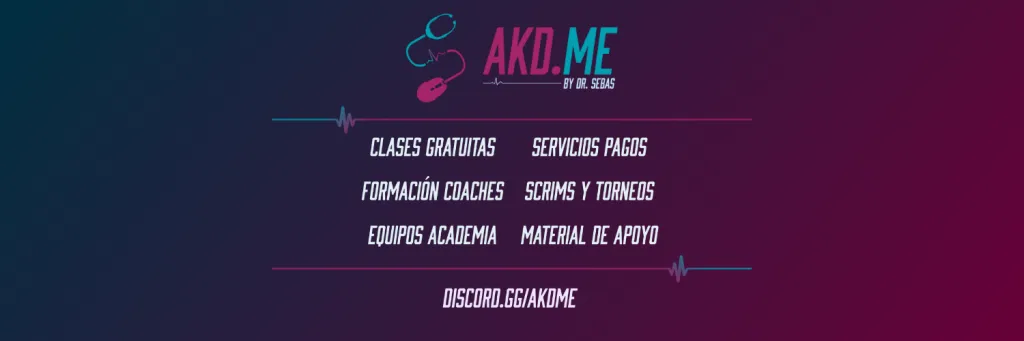 AKD.ME
BY DR. SEBAS
CLASES GRATUITAS SERVICIOS PAGOS
FORMACIÓN COACHES SCRIMS Y TORNEOS
EQUIPOS ACADEMIA MATERIAL DE APOYO
DISCORD.GG/AKDME